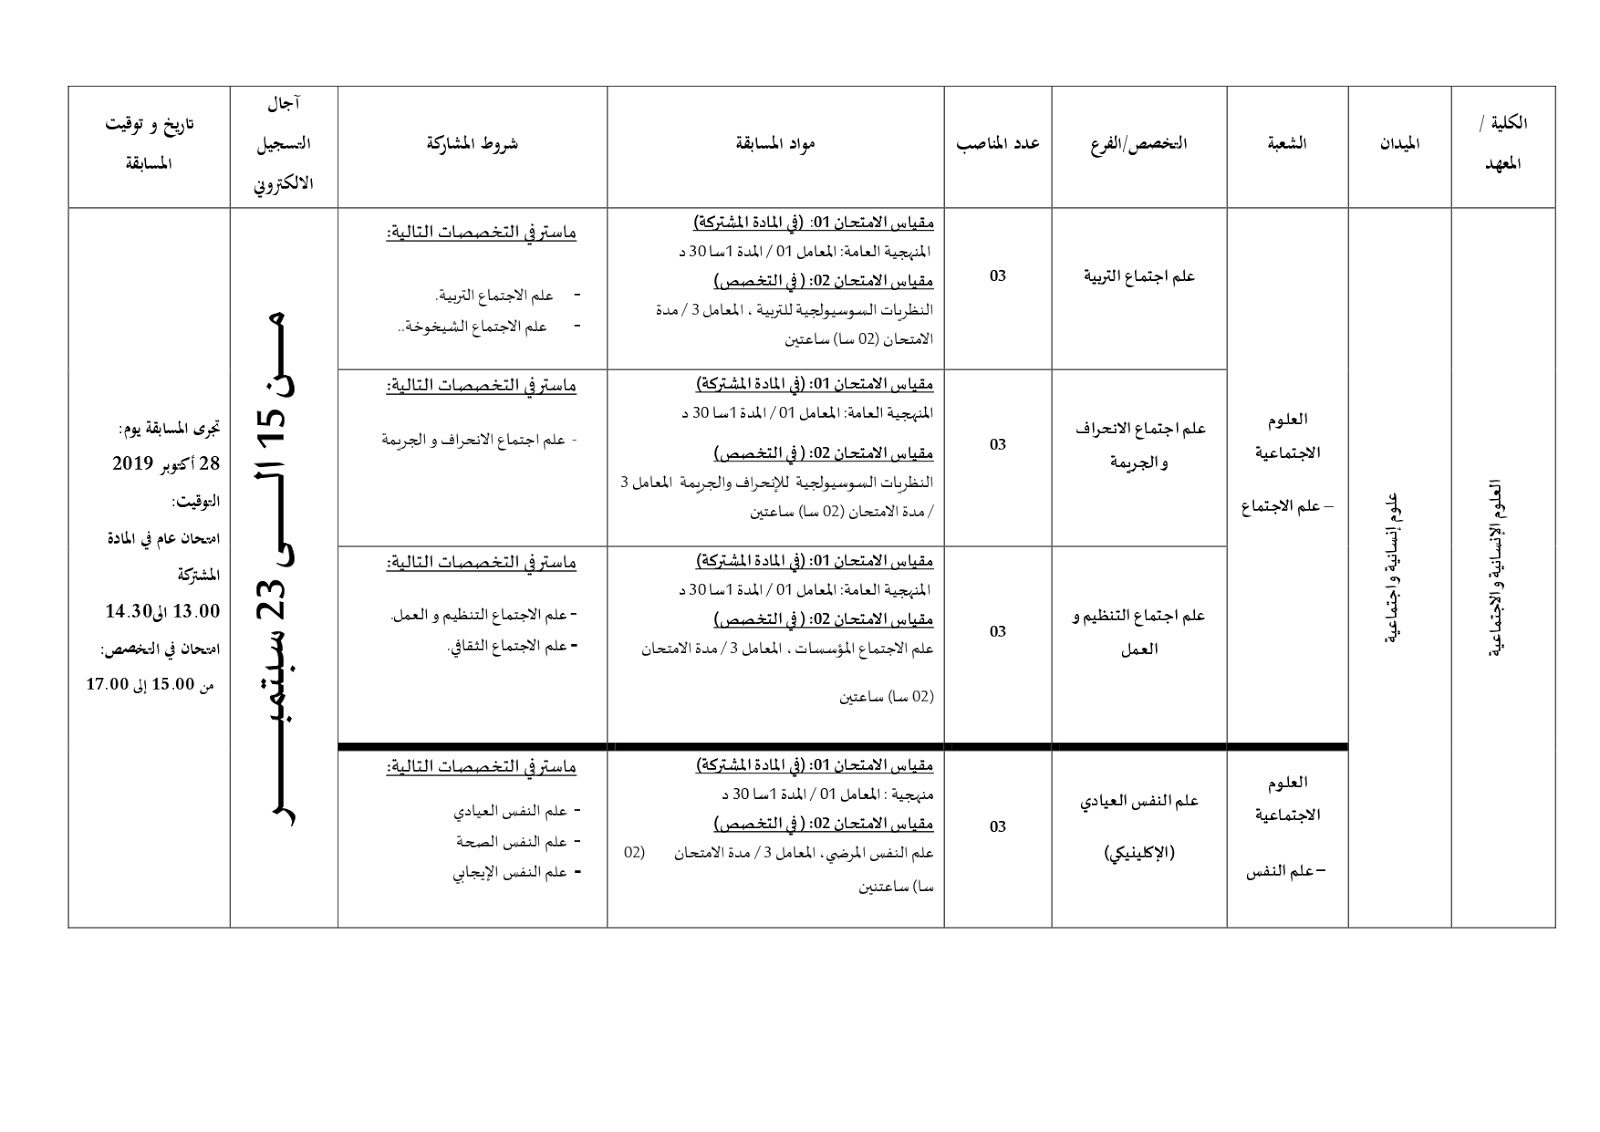 الكلية /
المعهد
الميدان
الشعبة
التخصص/الفرع
عدد المناصب
مواد المسابقة
شروط المشاركة
آجال
التسجيل
الالكتروني
تاريخ و توقيت
المسابقة
العلوم الإنسانية و الاجتماعية
علوم إنسانية و اجتماعية
العلوم
الاجتماعية
– علم الاجتماع
علم اجتماع التربية
03
مقياس الامتحان 01: (في المادة المشتركة)
المنهجية العامة: المعامل 01 / المدة 1سا 30 د
مقياس الامتحان 02: ( في التخصص)
النظريات السوسيولجية للتربية ، المعامل 3 / مدة
الامتحان (02 سا) ساعتين
ماستر في التخصصات التالية:
- علم الاجتماع التربية.
- علم الاجتماع الشيخوخة..
علم اجتماع الانحراف
و الجريمة
03
مقياس الامتحان 01: (في المادة المشتركة)
المنهجية العامة: المعامل 01 / المدة 1سا 30 د
مقياس الامتحان 02: ( في التخصص)
النظريات السوسيولجية للإنحراف والجريمة المعامل 3
/ مدة الامتحان (02 سا) ساعتين
ماستر في التخصصات التالية:
- علم اجتماع الانحراف و الجريمة
علم اجتماع التنظيم و
العمل
03
مقياس الامتحان 01: (في المادة المشتركة)
المنهجية العامة: المعامل 01 / المدة 1سا 30 د
مقياس الامتحان 02: ( في التخصص)
علم الاجتماع المؤسسات ، المعامل 3 / مدة الامتحان
(02 سا) ساعتين
ماستر في التخصصات التالية:
- علم الاجتماع التنظيم و العمل.
- علم الاجتماع الثقافي.
العلوم
الاجتماعية
– علم النفس
علم النفس العيادي
(الإكلينيكي)
03
مقياس الامتحان 01: (في المادة المشتركة)
منهجية : المعامل 01 / المدة 1سا 30 د
مقياس الامتحان 02: ( في التخصص)
علم النفس المرضي، المعامل 3 / مدة الامتحان (02
سا) ساعتنين
ماستر في التخصصات التالية:
- علم النفس العيادي
- علم النفس الصحة
- علم النفس الإيجابي
مـــن 15 الـــى 23 سبتمبـــــر
تجرى المسابقة يوم:
28 أكتوبر 2019
التوقيت:
امتحان عام في المادة
المشتركة
13.00 الى14.30
امتحان في التخصص:
من 15.00 إلى 17.00